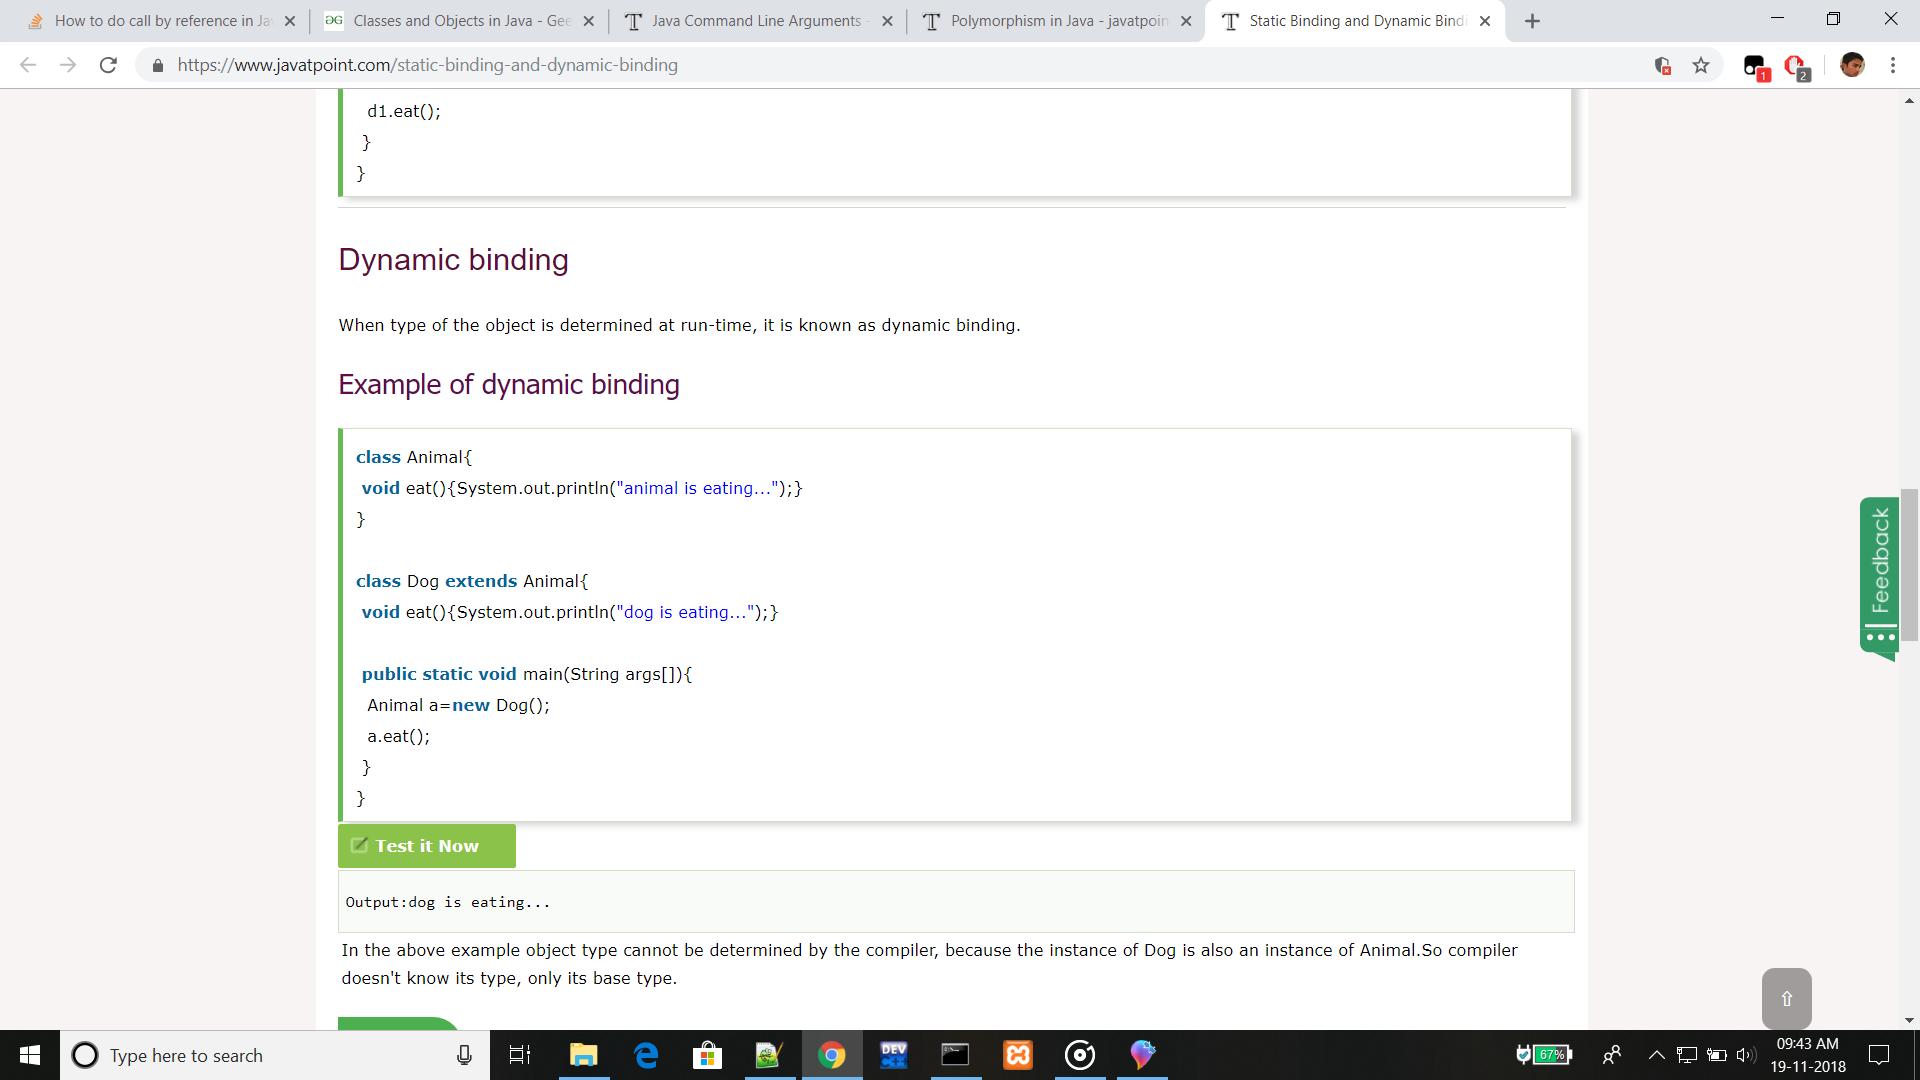 How to do call by reference in Ja
Classes and Objects in Java - Gee
Java Command Line Arguments -
Polymorphism in Java - javatpoin
Static Binding and Dynamic Bindi
https://www.javatpoint.com/static-binding-and-dynamic-binding
1
2
d1.eat();
}
}
Dynamic binding
When type of the object is determined at run-time, it is known as dynamic binding.
Example of dynamic binding
class Animal{
void eat(){System.out.println("animal is eating...");}
}
class Dog extends Animal{
void eat(){System.out.println("dog is eating...");}
public static void main(String args[]){
Animal a=new Dog();
a.eat();
}
}
Test it Now
Output:dog is eating...
In the above example object type cannot be determined by the compiler, because the instance of Dog is also an instance of Animal.So compiler
doesn't know its type, only its base type.
Feedback
Type here to search
DEV
67%
09:43 AM
19-11-2018